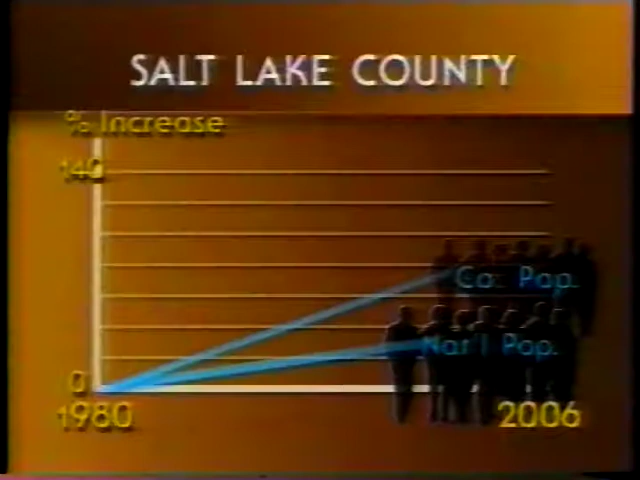 SALT LAKE COUNTY
% Increase
140
Co. Pop.
Nat'l Pop.
0
1980
2006